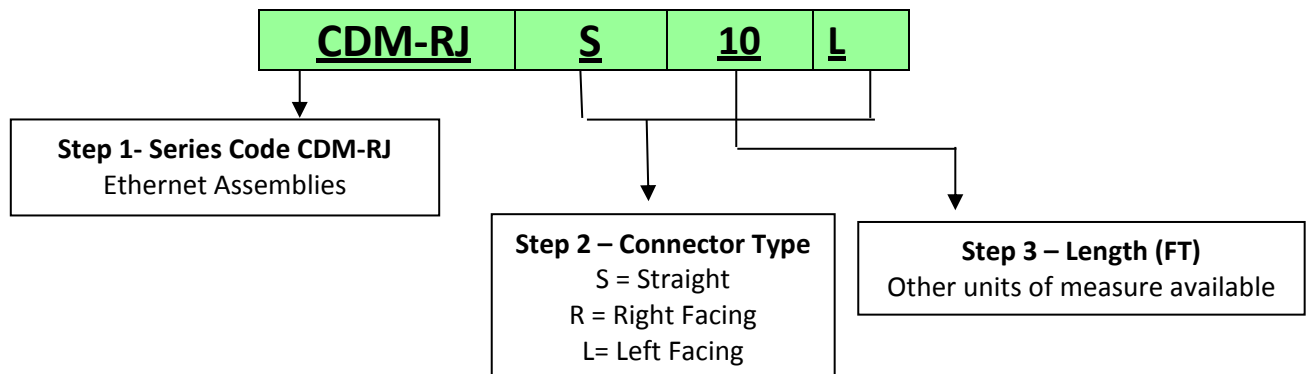 CDM-RJ S 10 L
Step 1- Series Code CDM-RJ
Ethernet Assemblies
Step 2 – Connector Type
S = Straight
R = Right Facing
L= Left Facing
Step 3 – Length (FT)
Other units of measure available